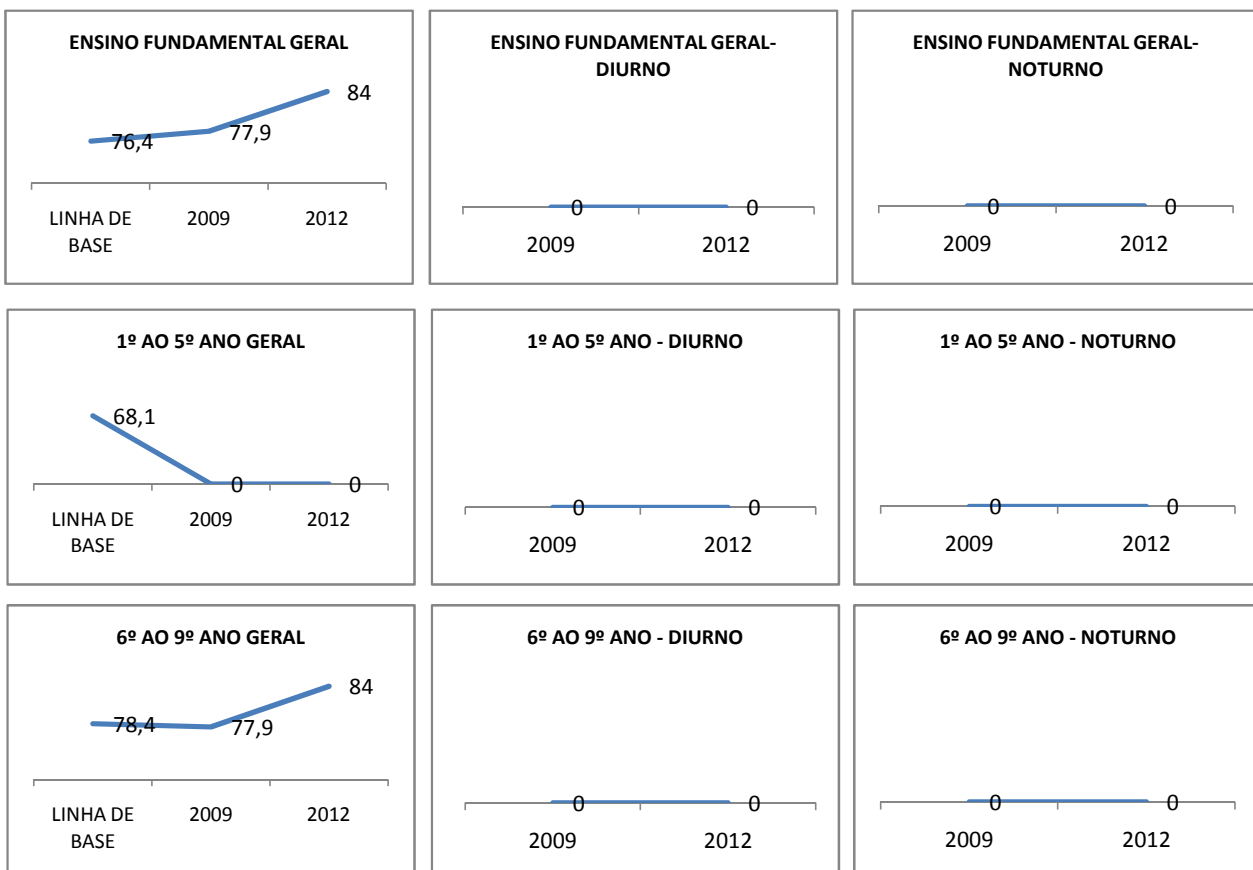 ENSINO FUNDAMENTAL GERAL
84
77,9
76,4
LINHA DE
BASE
2009
2012
ENSINO FUNDAMENTAL GERAL-
DIURNO
0
0
2009
2012
ENSINO FUNDAMENTAL GERAL-
NOTURNO
0
0
2009
2012
1º AO 5º ANO GERAL
68,1
0
0
LINHA DE
BASE
2009
2012
1º AO 5º ANO - DIURNO
0
0
2009
2012
1º AO 5º ANO - NOTURNO
0
0
2009
2012
6º AO 9º ANO GERAL
84
78,4
77,9
LINHA DE
BASE
2009
2012
6º AO 9º ANO - DIURNO
0
0
2009
2012
6º AO 9º ANO - NOTURNO
0
0
2009
2012